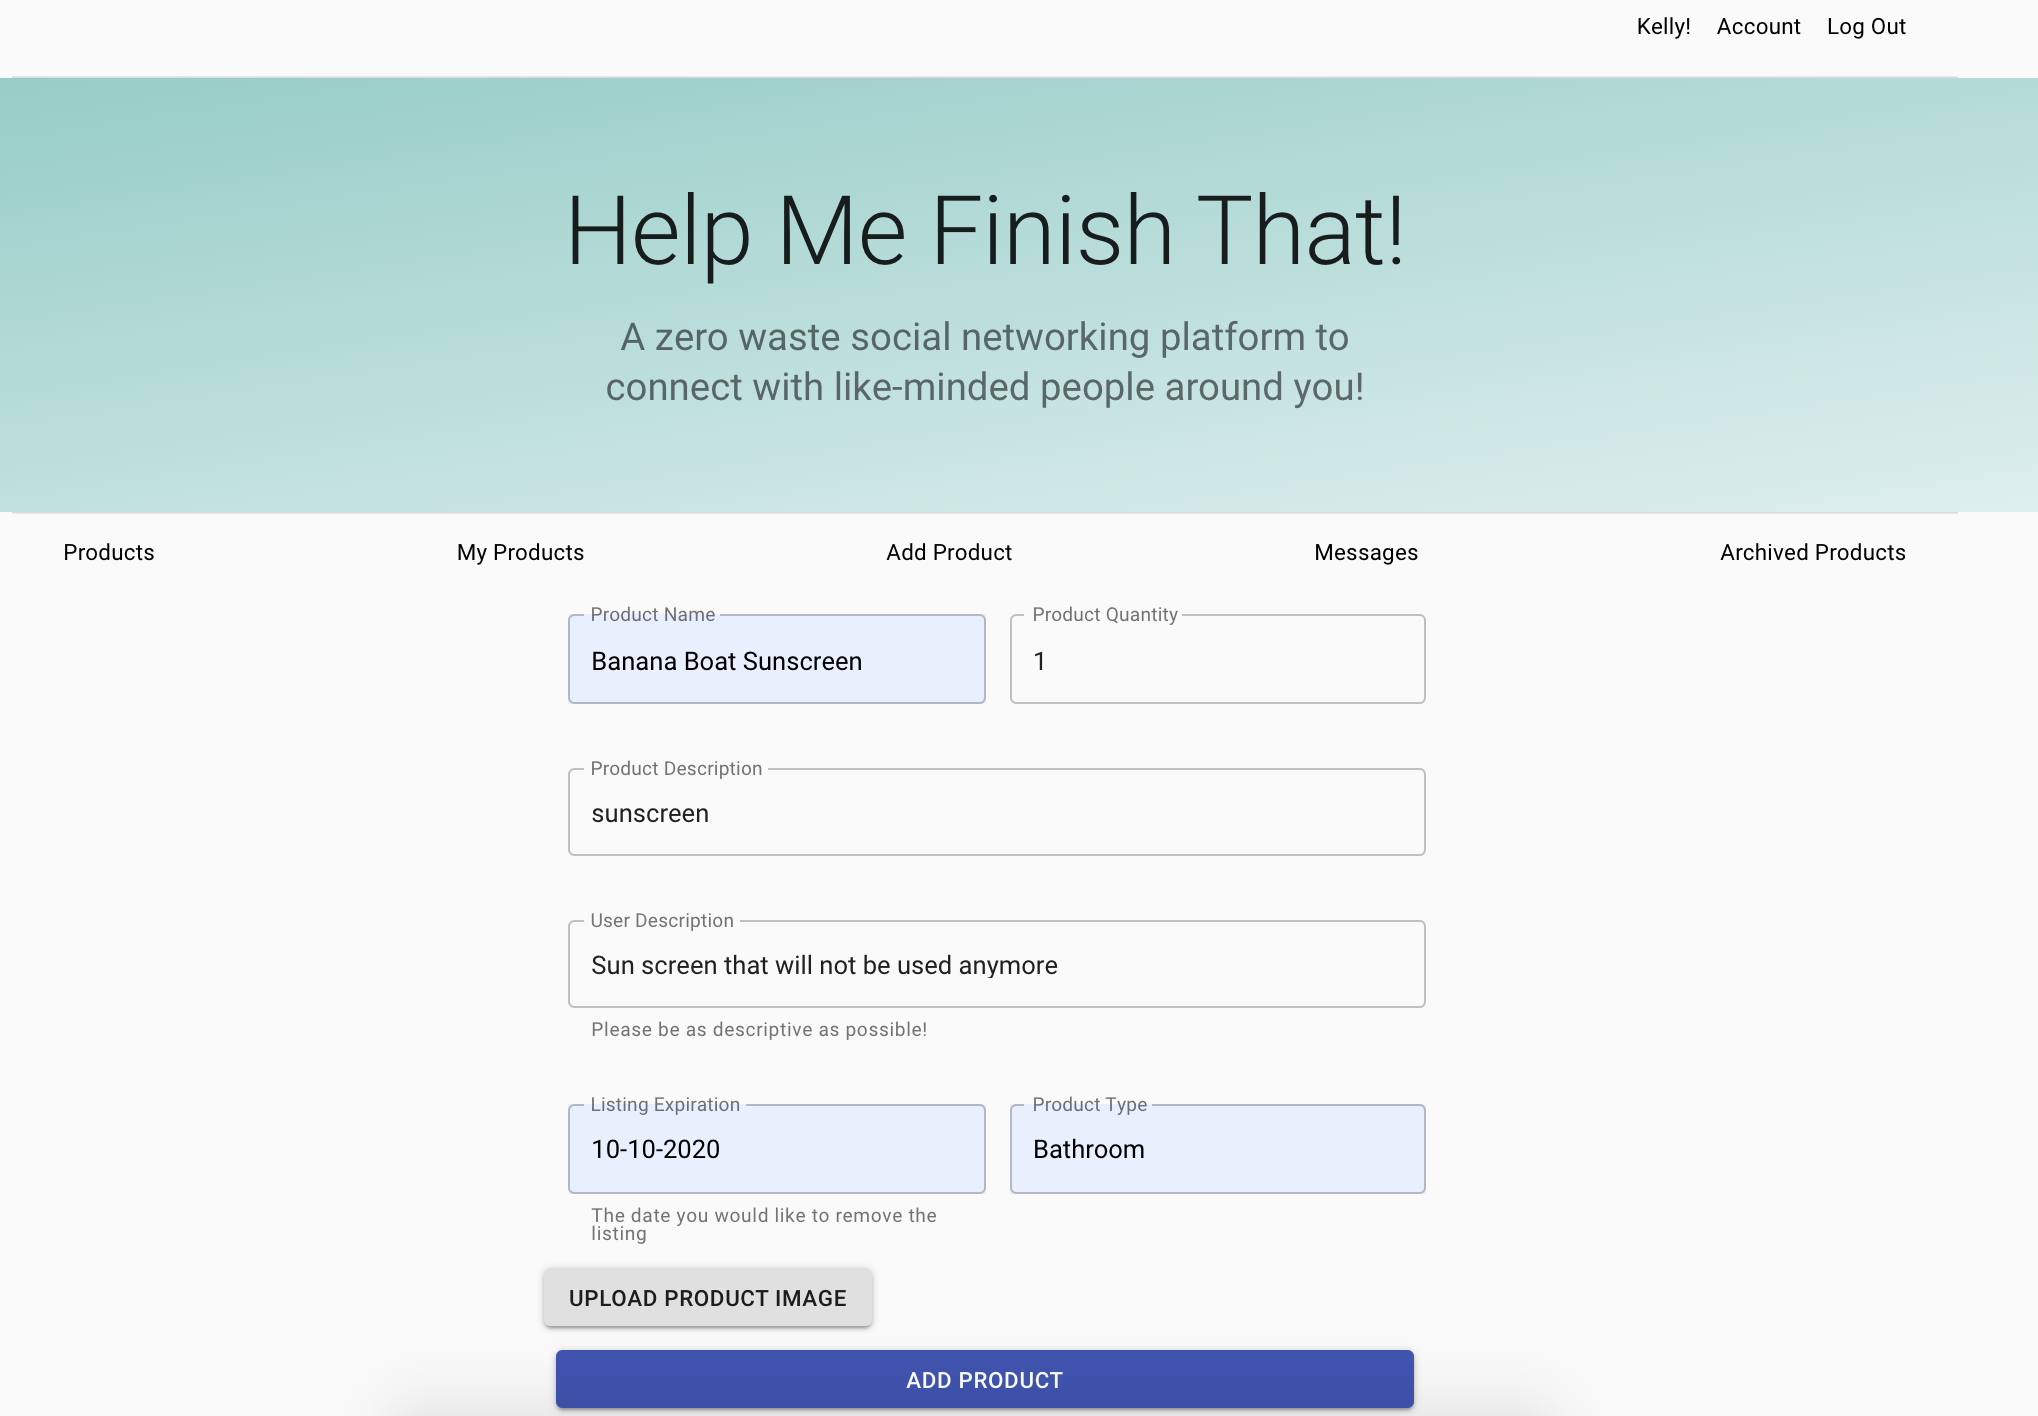 Kelly! Account Log Out
Help Me Finish That!
A zero waste social networking platform to
connect with like-minded people around you!
Products My Products Add Product Messages Archived Products
Product Name Product Quantity
Banana Boat Sunscreen 1
Product Description
sunscreen
User Description
Sun screen that will not be used anymore
Please be as descriptive as possible!
Listing Expiration Product Type
10-10-2020 Bathroom
The date you would like to remove the
listing
UPLOAD PRODUCT IMAGE
ADD PRODUCT